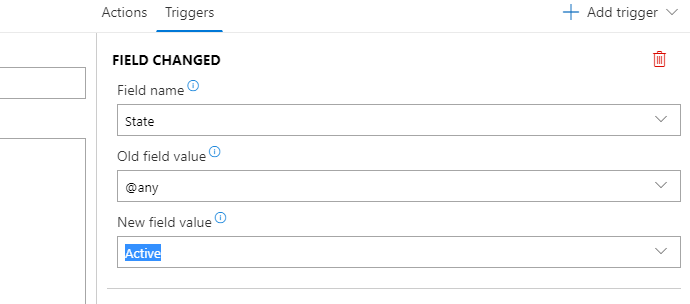 Actions Triggers + Add trigger
FIELD CHANGED
Field name
State
Old field value
@any
New field value
Active